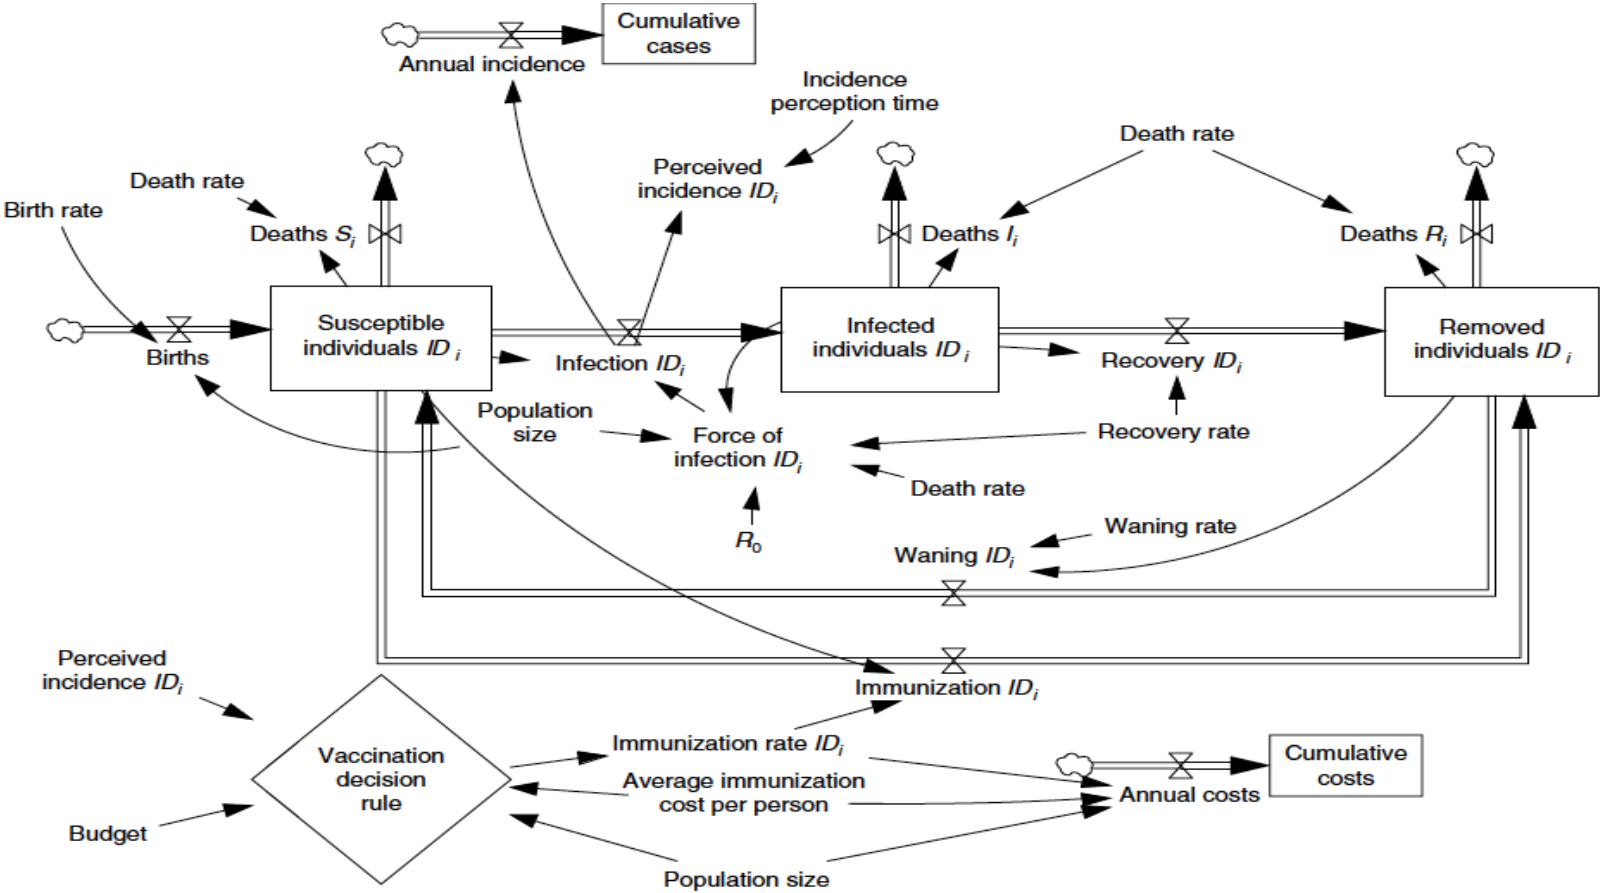 Cumulative
cases
Annual incidence
Incidence
perception time
Death rate
Perceived
incidence IDi
Death rate
Birth rate
Deaths Si
Deaths Ii
Deaths Ri
Susceptible
individuals ID i
Infected
individuals ID i
Removed
individuals ID i
Births
Infection IDi
Recovery IDi
Population
size
Force of
infection IDi
Recovery rate
Death rate
R0
Waning rate
Waning IDi
Perceived
incidence IDi
Immunization IDi
Vaccination
decision
rule
Immunization rate IDi
Average immunization
cost per person
Cumulative
costs
Annual costs
Budget
Population size